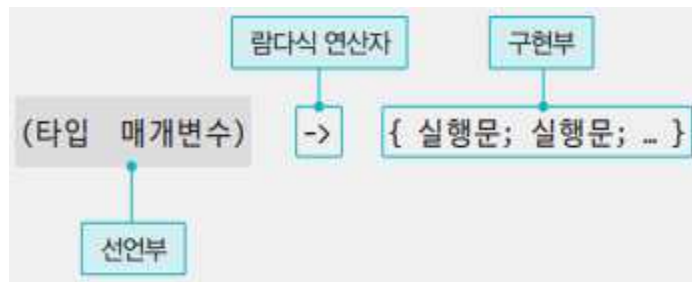 람다식 연산자 구현부
(타입 매개변수) -> { 실행문; 실행문; … }
선언부